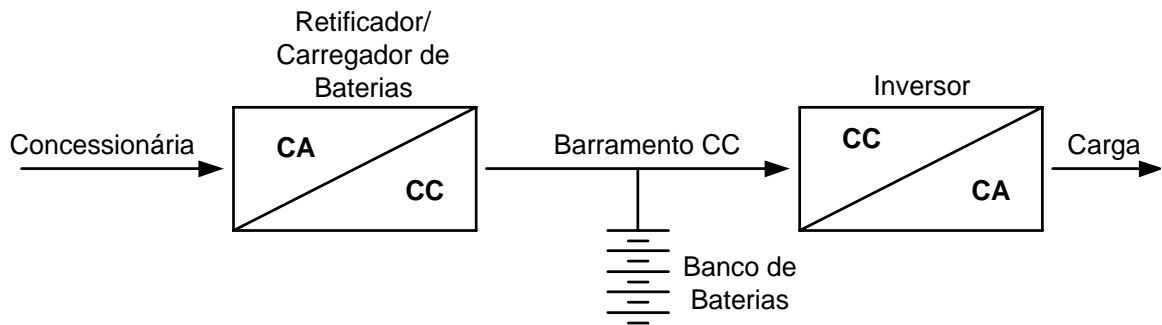 Retificador/
Carregador de
Baterias
Inversor
Concessionária
CA
CC
Barramento CC
CC
CA
Carga
Banco de
Baterias